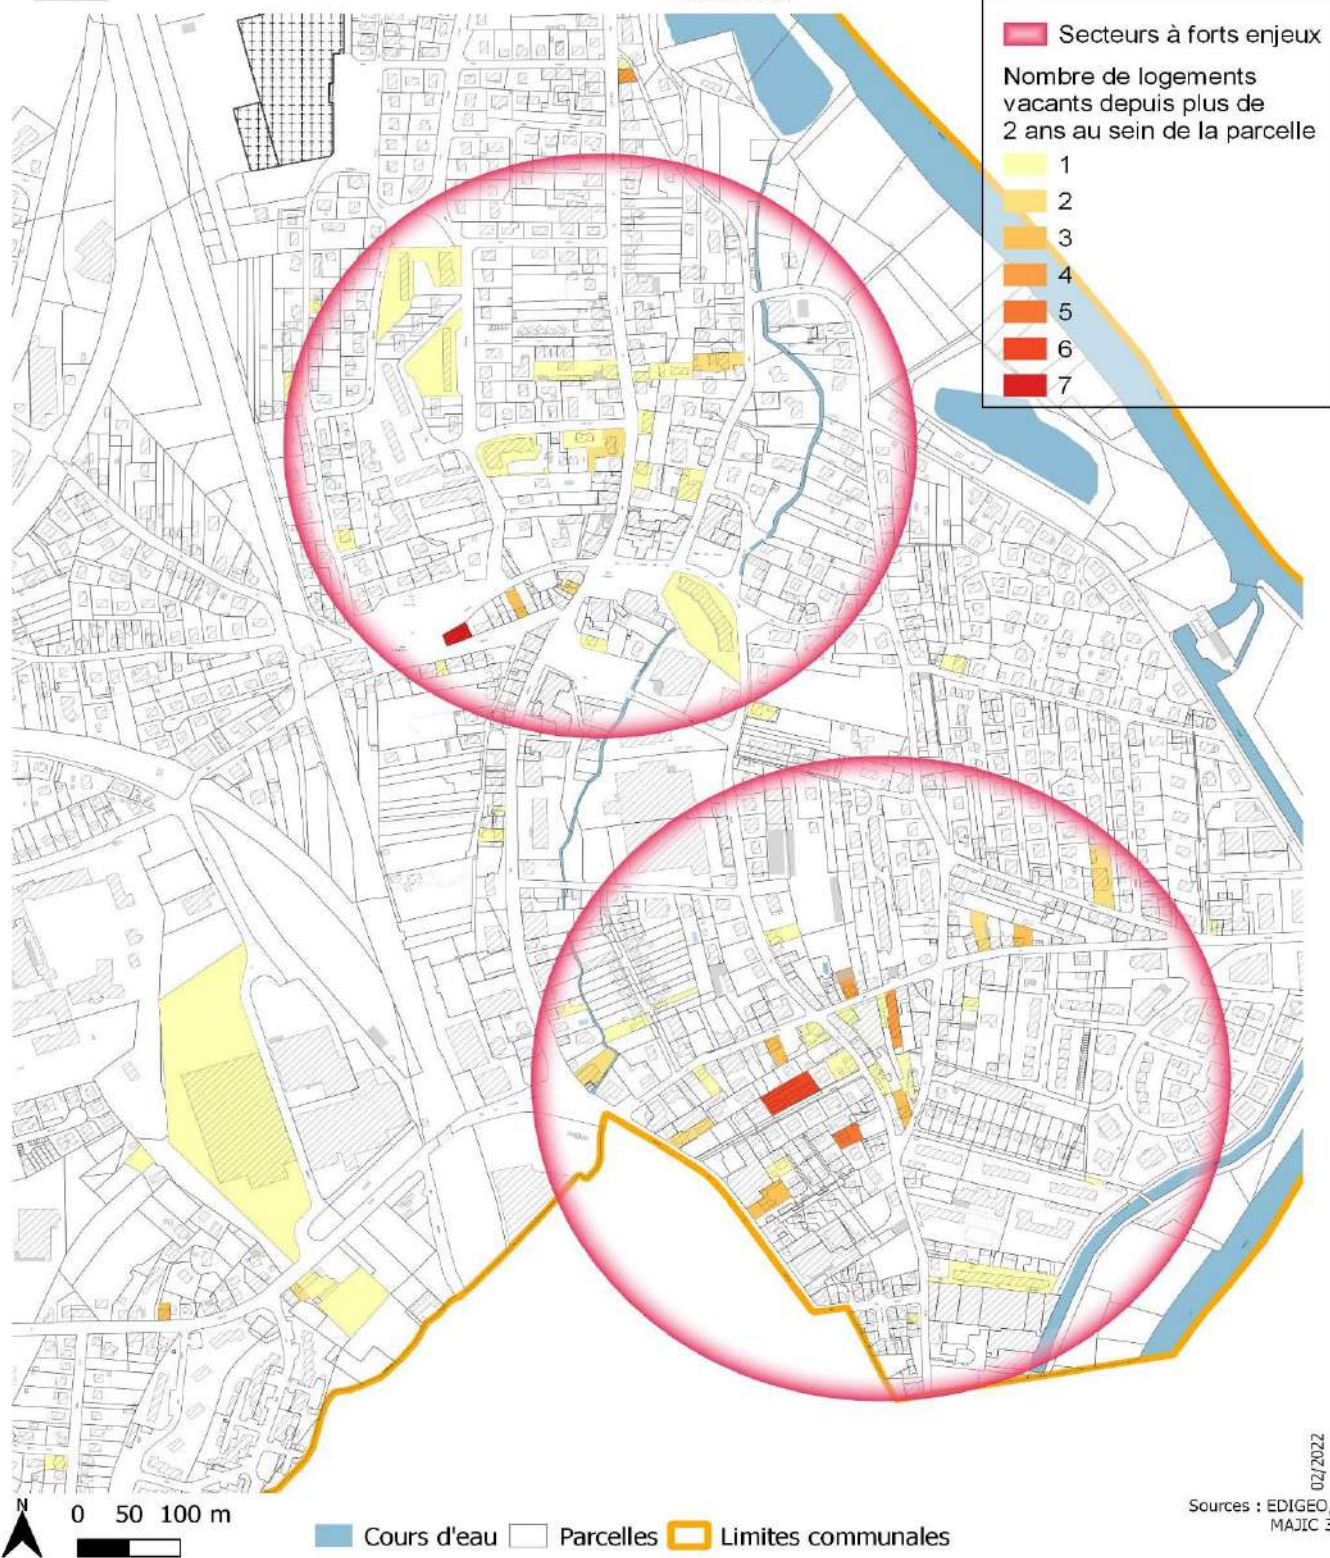 Secteurs à forts enjeux
Nombre de logements
vacants depuis plus de
2 ans au sein de la parcelle
1
2
3
4
5
6
7
02/2022
Sources : EDIGEO,
MAJIC 3
N
0 50 100 m
Cours d'eau
Parcelles
Limites communales